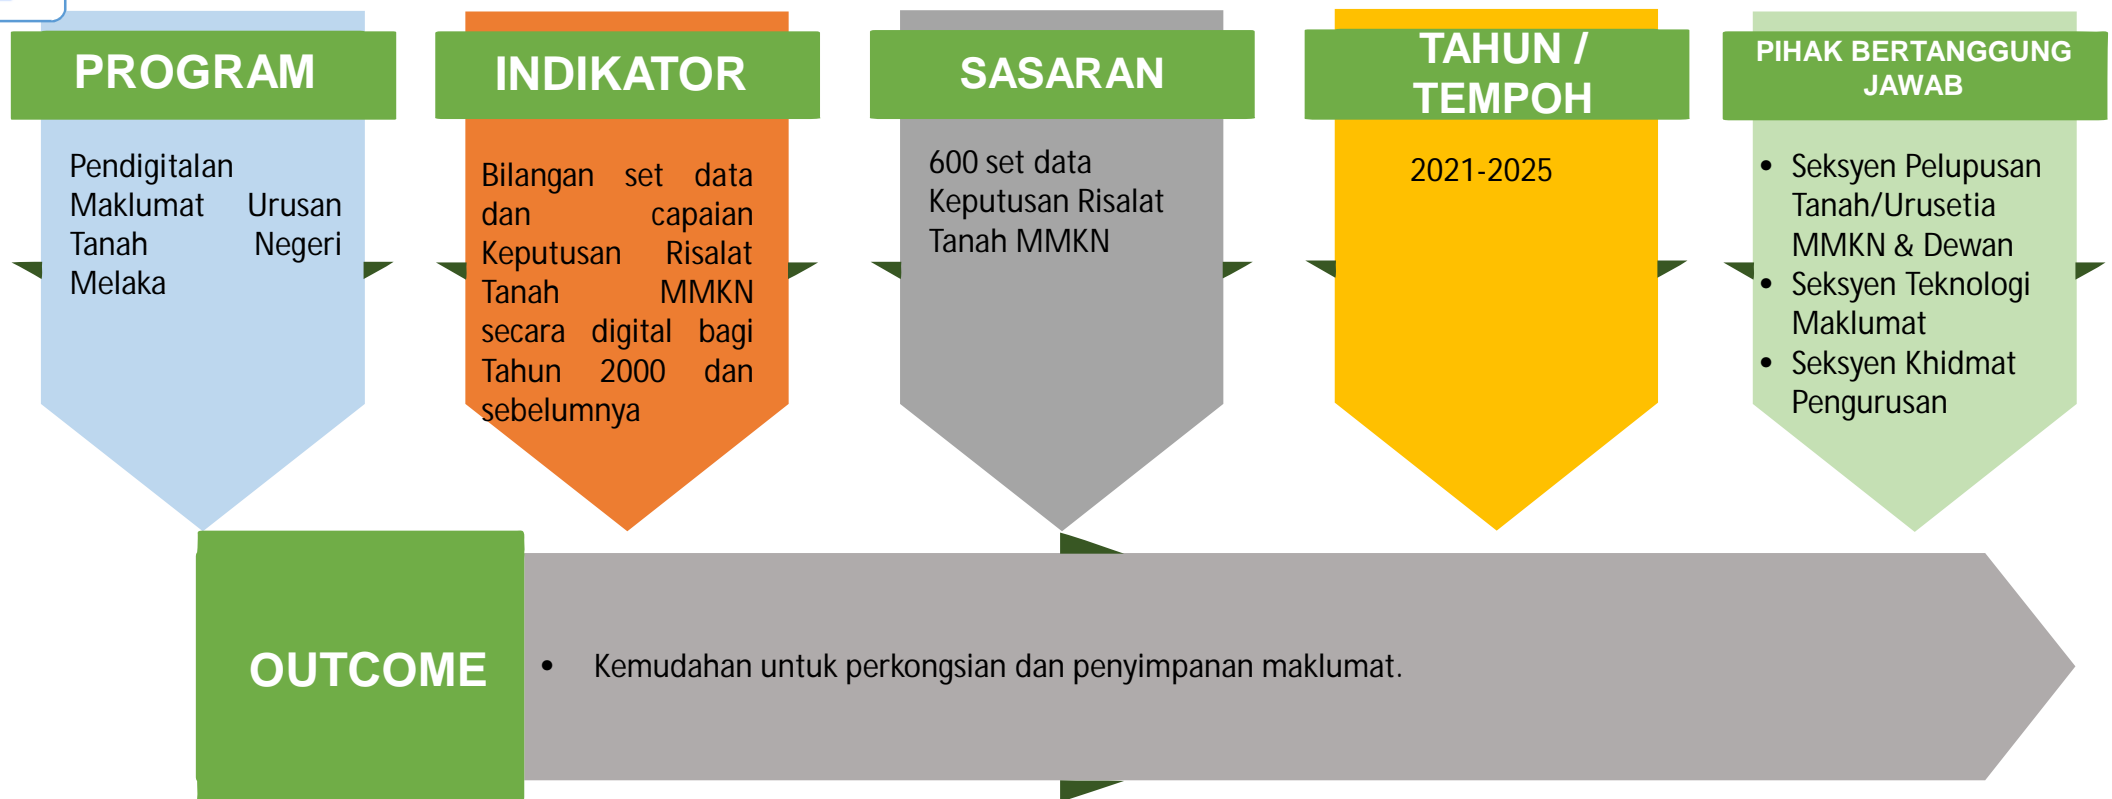 PROGRAM
Pendigitalan
Maklumat Urusan
Tanah Negeri
Melaka
INDIKATOR
Bilangan set data
dan capaian
Keputusan Risalat
Tanah MMKN
secara digital bagi
Tahun 2000 dan
sebelumnya
SASARAN
600 set data
Keputusan Risalat
Tanah MMKN
TAHUN /
TEMPOH
2021-2025
PIHAK BERTANGGUNG
JAWAB
• Seksyen Pelupusan
Tanah/Urusetia
MMKN & Dewan
• Seksyen Teknologi
Maklumat
• Seksyen Khidmat
Pengurusan
OUTCOME
• Kemudahan untuk perkongsian dan penyimpanan maklumat.